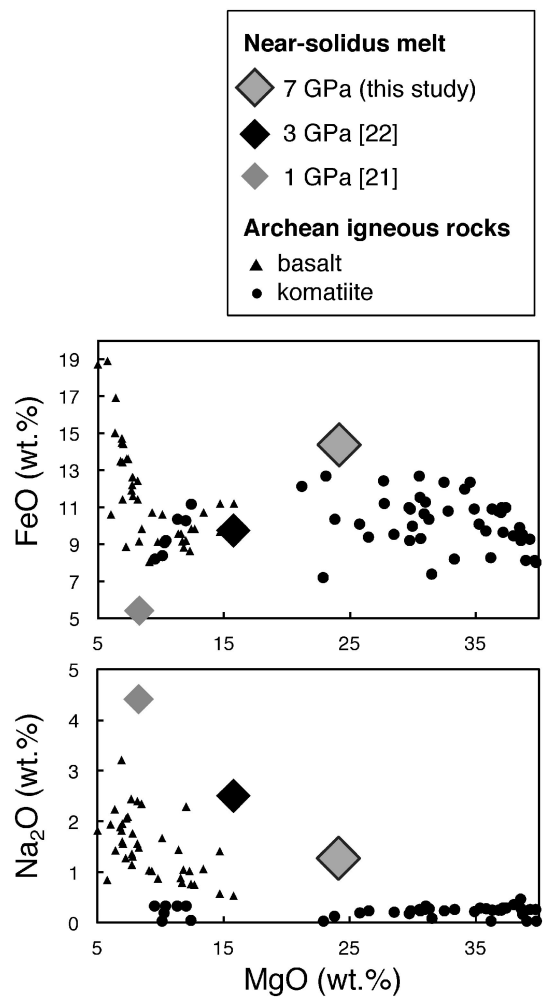 Near-solidus melt
7 GPa (this study)
3 GPa [22]
1 GPa [21]
Archean igneous rocks
basalt
komatiite
19
17
15
13
11
9
7
5
FeO (wt.%)
5 15 25 35
5
4
3
2
1
0
Na₂O (wt.%)
5 15 25 35
MgO (wt.%)